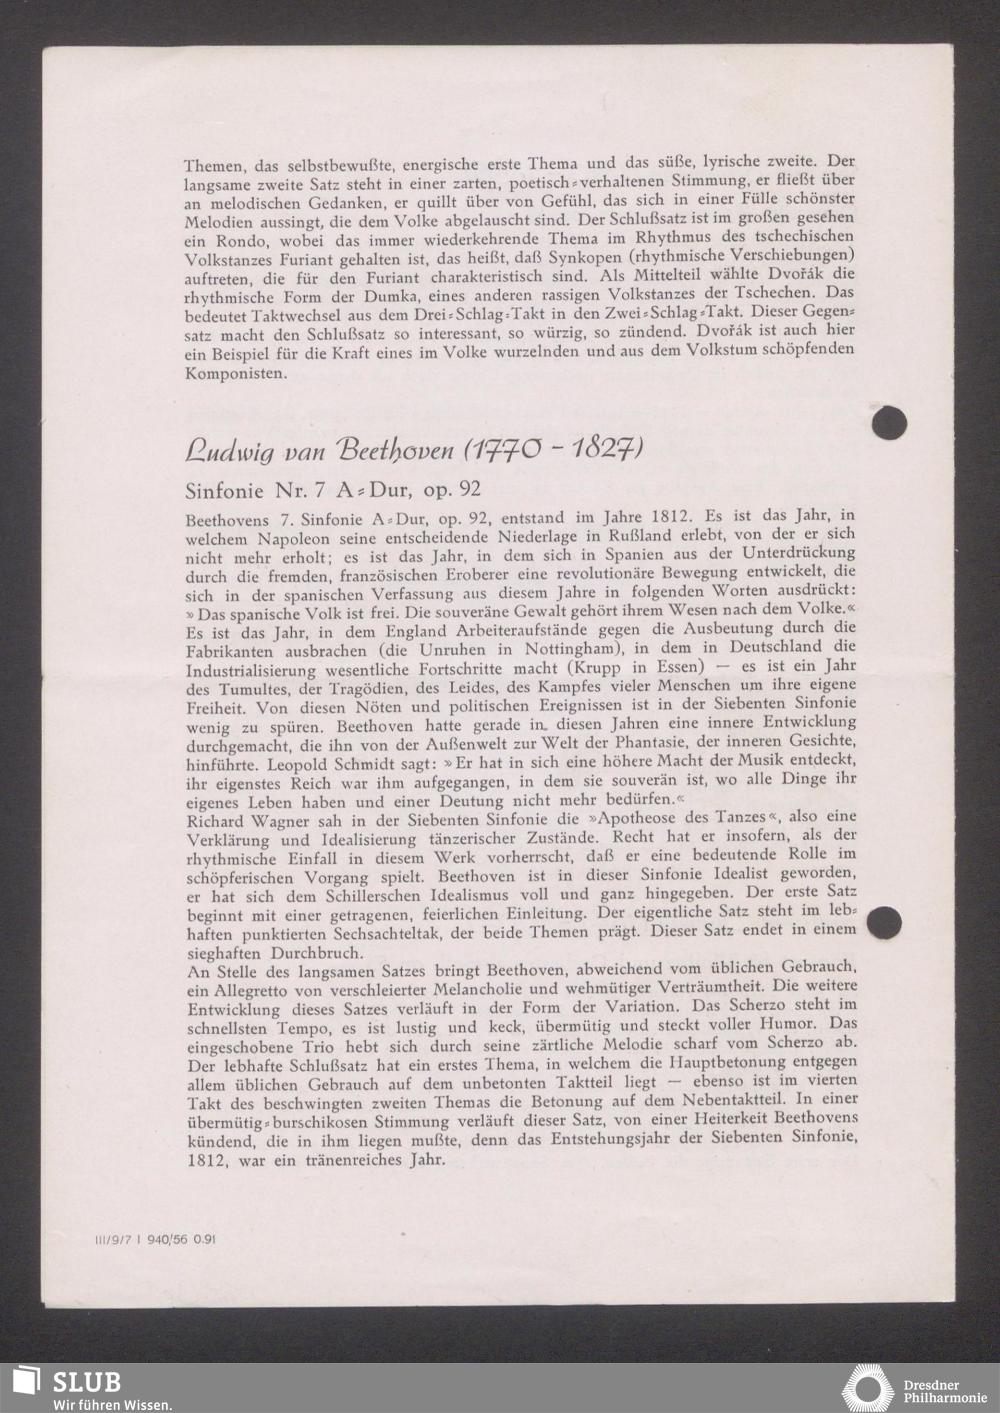 Themen, das selbstbewußte, energische erste Thema und das süße, lyrische zweite. Der
langsame zweite Satz steht in einer zarten, poetisch-verhaltenen Stimmung, er fließt über
an melodischen Gedanken, er quillt über von Gefühl, das sich in einer Fülle schönster
Melodien aussingt, die dem Volke abgelauscht sind. Der Schlußsatz ist im großen gesehen
ein Rondo, wobei das immer wiederkehrende Thema im Rhythmus des tschechischen
Volkstanzes Furiant gehalten ist, das heißt, daß Synkopen (rhythmische Verschiebungen)
auftreten, die für den Furiant charakteristisch sind. Als Mittelteil wählte Dvořák die
rhythmische Form der Dumka, eines anderen rassigen Volkstanzes der Tschechen. Das
bedeutet Taktwechsel aus dem Drei-Schlag-Takt in den Zwei-Schlag-Takt. Dieser Gegen-
satz macht den Schlußsatz so interessant, so würzig, so zündend. Dvořák ist auch hier
ein Beispiel für die Kraft eines im Volke wurzelnden und aus dem Volkstum schöpfenden
Komponisten.
Ludwig van Beethoven (1770 – 1827)
Sinfonie Nr. 7 A-Dur, op. 92
Beethovens 7. Sinfonie A-Dur, op. 92, entstand im Jahre 1812. Es ist das Jahr, in
welchem Napoleon seine entscheidende Niederlage in Rußland erlebt, von der er sich
nicht mehr erholt; es ist das Jahr, in dem sich in Spanien aus der Unterdrückung
durch die fremden, französischen Eroberer eine revolutionäre Bewegung entwickelt, die
sich in der spanischen Verfassung aus diesem Jahre in folgenden Worten ausdrückt:
»Das spanische Volk ist frei. Die souveräne Gewalt gehört ihrem Wesen nach dem Volke.«
Es ist das Jahr, in dem England Arbeiteraufstände gegen die Ausbeutung durch die
Fabrikanten ausbrachen (die Unruhen in Nottingham), in dem in Deutschland die
Industrialisierung wesentliche Fortschritte macht (Krupp in Essen) — es ist ein Jahr
des Tumultes, der Tragödien, des Leides, des Kampfes vieler Menschen um ihre eigene
Freiheit. Von diesen Nöten und politischen Ereignissen ist in der Siebenten Sinfonie
wenig zu spüren. Beethoven hatte gerade in diesen Jahren eine innere Entwicklung
durchgemacht, die ihn von der Außenwelt zur Welt der Phantasie, der inneren Gesichte,
hinführte. Leopold Schmidt sagt: »Er hat in sich eine höhere Macht der Musik entdeckt,
ihr eigenstes Reich war ihm aufgegangen, in dem sie souverän ist, wo alle Dinge ihr
eigenes Leben haben und einer Deutung nicht mehr bedürfen.«
Richard Wagner sah in der Siebenten Sinfonie die »Apotheose des Tanzes«, also eine
Verklärung und Idealisierung tänzerischer Zustände. Recht hat er insofern, als der
rhythmische Einfall in diesem Werk vorherrscht, daß er eine bedeutende Rolle im
schöpferischen Vorgang spielt. Beethoven ist in dieser Sinfonie Idealist geworden,
er hat sich dem Schillerschen Idealismus voll und ganz hingegeben. Der erste Satz
beginnt mit einer getragenen, feierlichen Einleitung. Der eigentliche Satz steht im leb-
haften punktierten Sechsachteltak, der beide Themen prägt. Dieser Satz endet in einem
sieghaften Durchbruch.
An Stelle des langsamen Satzes bringt Beethoven, abweichend vom üblichen Gebrauch,
ein Allegretto von verschleierter Melancholie und wehmütiger Verträumtheit. Die weitere
Entwicklung dieses Satzes verläuft in der Form der Variation. Das Scherzo steht im
schnellsten Tempo, es ist lustig und keck, übermütig und steckt voller Humor. Das
eingeschobene Trio hebt sich durch seine zärtliche Melodie scharf vom Scherzo ab.
Der lebhafte Schlußsatz hat ein erstes Thema, in welchem die Hauptbetonung entgegen
allem üblichen Gebrauch auf dem unbetonten Taktteil liegt — ebenso ist im vierten
Takt des beschwingten zweiten Themas die Betonung auf dem Nebentaktteil. In einer
übermütig-burschikosen Stimmung verläuft dieser Satz, von einer Heiterkeit Beethovens
kündend, die in ihm liegen mußte, denn das Entstehungsjahr der Siebenten Sinfonie,
1812, war ein tränenreiches Jahr.
III/9/7 I 940/56 0.91
SLUB
Wir führen Wissen.
Dresdner
Philharmonie